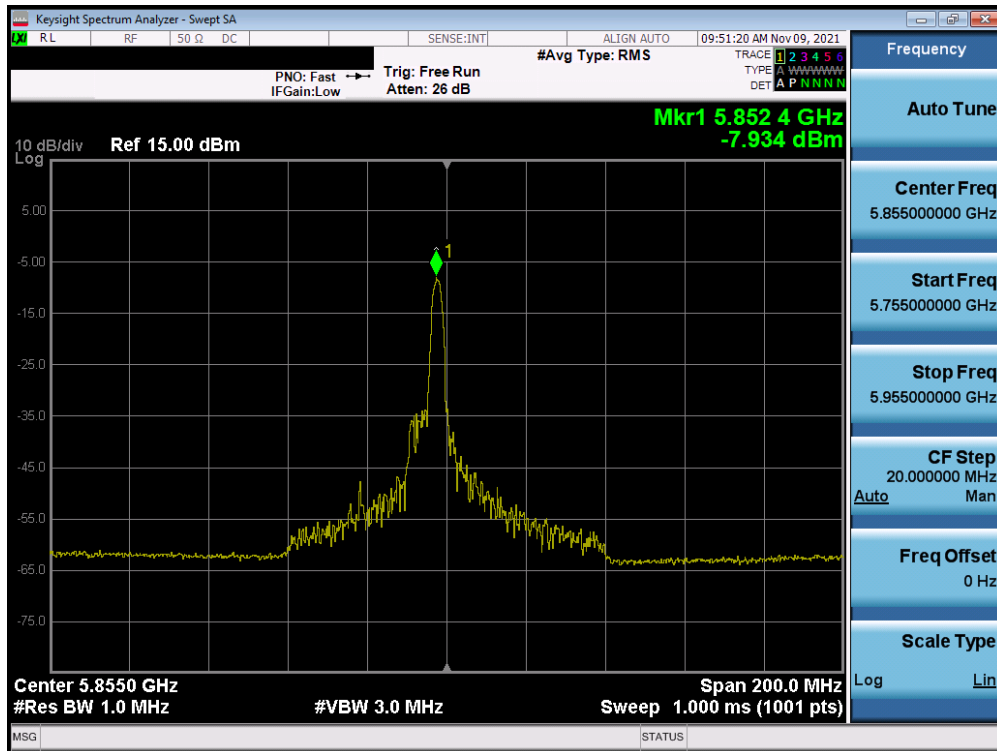 Keysight Spectrum Analyzer - Swept SA
LXI RL RF 50 Ω DC SENSE:INT ALIGN AUTO 09:51:20 AM Nov 09, 2021
#Avg Type: RMS
TRACE 1 2 3 4 5 6
TYPE A WWWWWW
DET A P N N N N
PNO: Fast
IFGain:Low
Trig: Free Run
Atten: 26 dB
Mkr1 5.852 4 GHz
-7.934 dBm
10 dB/div Ref 15.00 dBm
Log
1
5.00
-5.00
-15.0
-25.0
-35.0
-45.0
-55.0
-65.0
-75.0
Center 5.8550 GHz Span 200.0 MHz
#Res BW 1.0 MHz #VBW 3.0 MHz Sweep 1.000 ms (1001 pts)
MSG STATUS
Frequency
Auto Tune
Center Freq
5.855000000 GHz
Start Freq
5.755000000 GHz
Stop Freq
5.955000000 GHz
CF Step
20.000000 MHz
Auto Man
Freq Offset
0 Hz
Scale Type
Log Lin